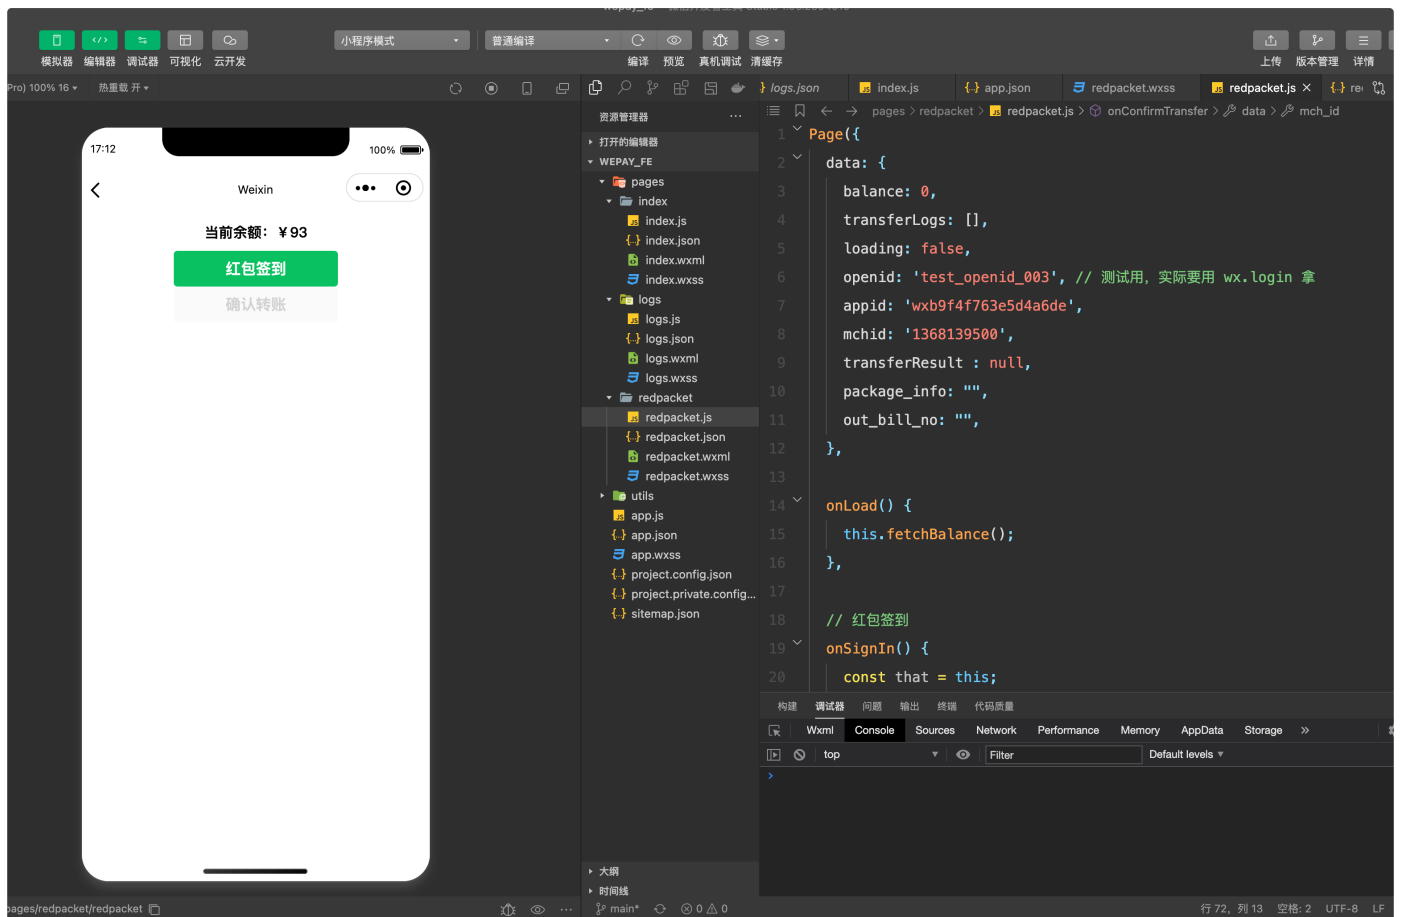 模拟器 编辑器 调试器 可视化 云开发
小程序模式 普通编译
编译 预览 真机调试 清缓存
上传 版本管理 详情
Pro) 100% 16 热重载 开
17:12
100%
Weixin
当前余额：￥93
红包签到
确认转账
pages/redpacket/redpacket
资源管理器
打开的编辑器
WEPAY_FE
pages
index
index.js
index.json
index.wxml
index.wxss
logs
logs.js
logs.json
logs.wxml
logs.wxss
redpacket
redpacket.js
redpacket.json
redpacket.wxml
redpacket.wxss
utils
app.js
app.json
app.wxss
project.config.json
project.private.config...
sitemap.json
大纲
时间线
main* 0 0
logs.json index.js app.json redpacket.wxss redpacket.js
pages > redpacket > redpacket.js > onConfirmTransfer > data > mch_id
1 Page({
2 data: {
3 balance: 0,
4 transferLogs: [],
5 loading: false,
6 openid: 'test_openid_003', // 测试用，实际要用 wx.login 拿
7 appid: 'wxb9f4f763e5d4a6de',
8 mchid: '1368139500',
9 transferResult : null,
10 package_info: "",
11 out_bill_no: "",
12 },
13
14 onLoad() {
15 this.fetchBalance();
16 },
17
18 // 红包签到
19 onSignIn() {
20 const that = this;
构建 调试器 问题 输出 终端 代码质量
Wxml Console Sources Network Performance Memory AppData Storage »
top Filter Default levels
行 72，列 13 空格: 2 UTF-8 LF